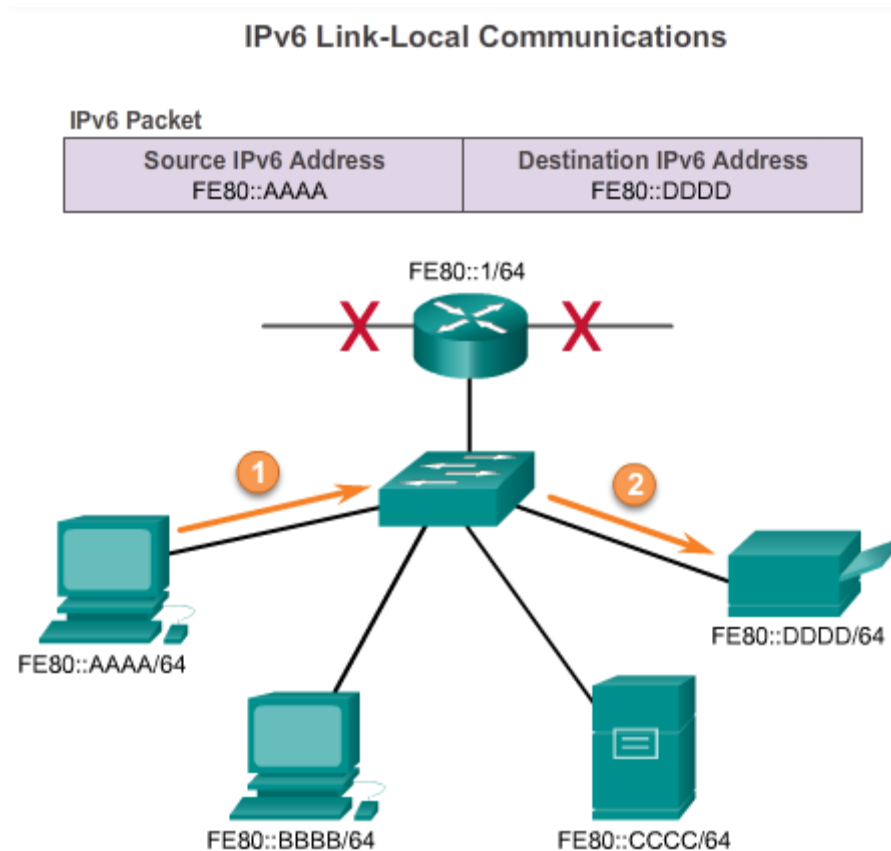 IPv6 Link-Local Communications
IPv6 Packet
Source IPv6 Address
FE80::AAAA
Destination IPv6 Address
FE80::DDDD
FE80::1/64
X
X
1
2
FE80::AAAA/64
FE80::DDDD/64
FE80::BBBB/64
FE80::CCCC/64